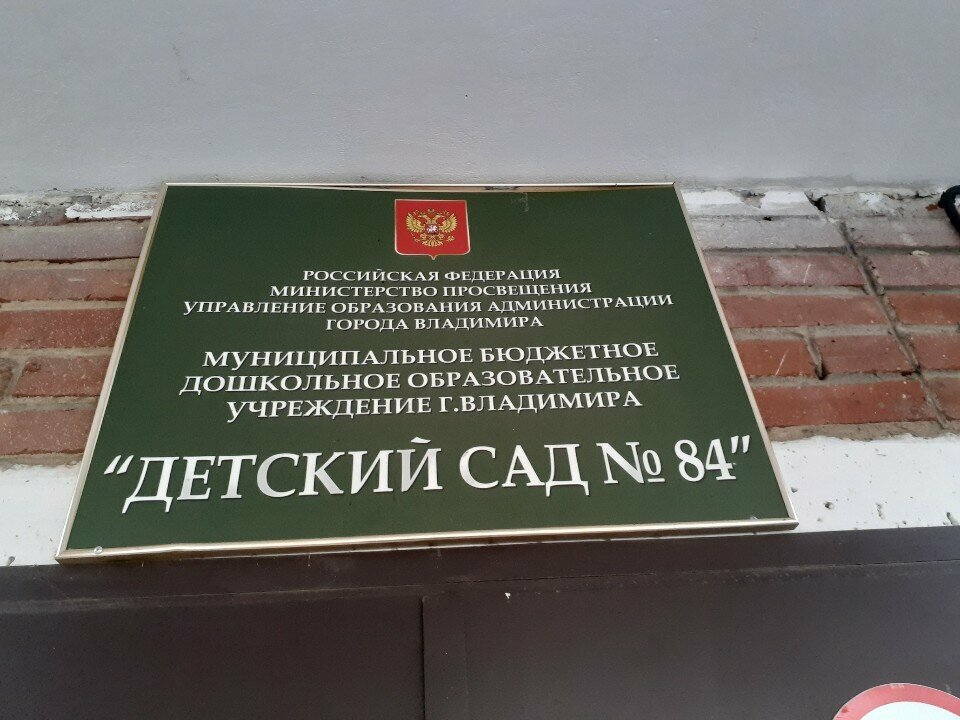 РОССИЙСКАЯ ФЕДЕРАЦИЯ
МИНИСТЕРСТВО ПРОСВЕЩЕНИЯ
УПРАВЛЕНИЕ ОБРАЗОВАНИЯ АДМИНИСТРАЦИИ
ГОРОДА ВЛАДИМИРА
МУНИЦИПАЛЬНОЕ БЮДЖЕТНОЕ
ДОШКОЛЬНОЕ ОБРАЗОВАТЕЛЬНОЕ
УЧРЕЖДЕНИЕ Г.ВЛАДИМИРА
“ДЕТСКИЙ САД № 84”